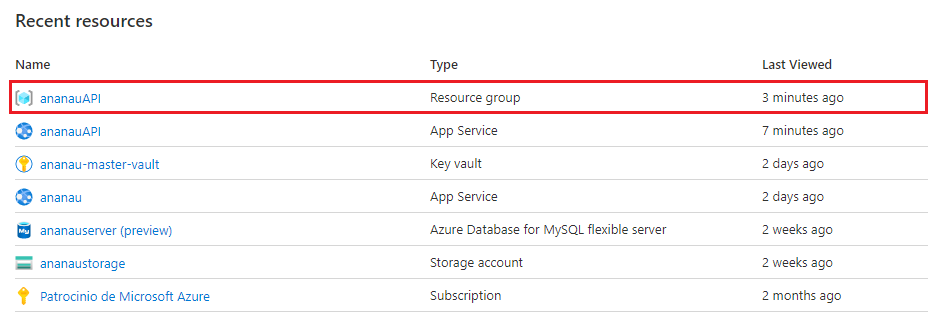 Recent resources
Name Type Last Viewed
ananauAPI Resource group 3 minutes ago
ananauAPI App Service 7 minutes ago
ananau-master-vault Key vault 2 days ago
ananau App Service 2 days ago
My ananauserver (preview) Azure Database for MySQL flexible server 2 weeks ago
ananaustorage Storage account 2 weeks ago
Patrocinio de Microsoft Azure Subscription 2 months ago